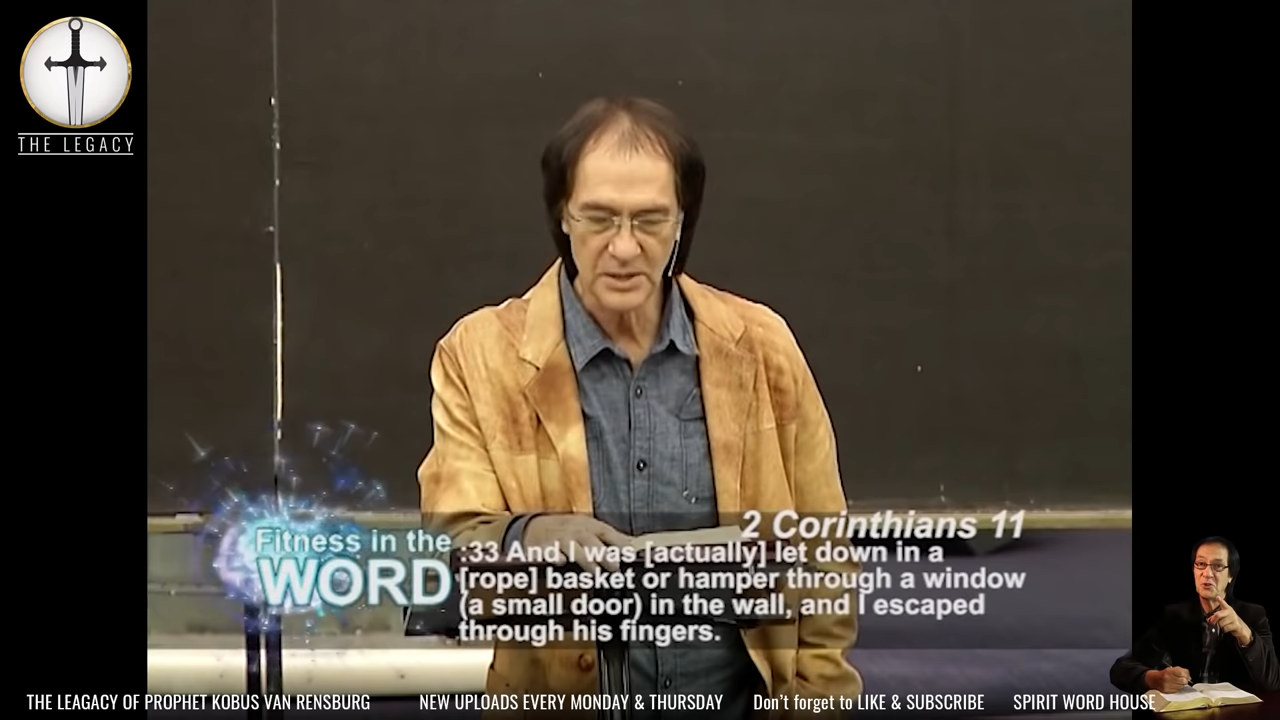 THE LEGACY
2 Corinthians 11
Fitness in the
WORD
:33 And I was [actually] let down in a
[rope] basket or hamper through a window
(a small door) in the wall, and I escaped
through his fingers.
THE LEAGACY OF PROPHET KOBUS VAN RENSBURG NEW UPLOADS EVERY MONDAY & THURSDAY Don't forget to LIKE & SUBSCRIBE SPIRIT WORD HOUSE